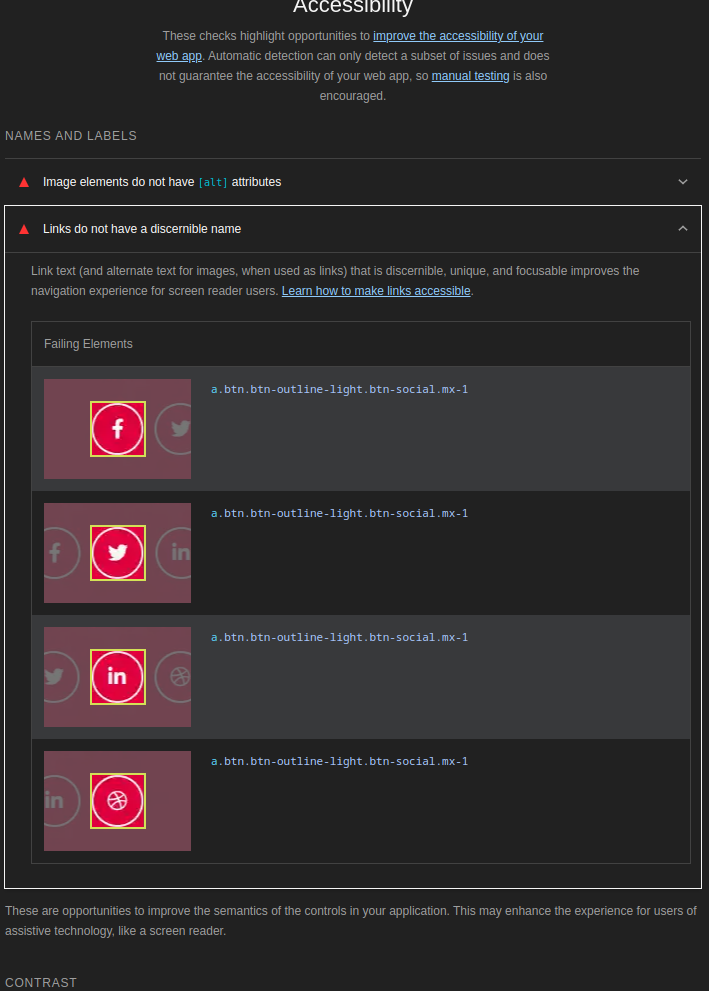 Accessibility
These checks highlight opportunities to improve the accessibility of your
web app. Automatic detection can only detect a subset of issues and does
not guarantee the accessibility of your web app, so manual testing is also
encouraged.
NAMES AND LABELS
Image elements do not have [alt] attributes
Links do not have a discernible name
Link text (and alternate text for images, when used as links) that is discernible, unique, and focusable improves the
navigation experience for screen reader users. Learn how to make links accessible.
Failing Elements
a.btn.btn-outline-light.btn-social.mx-1
a.btn.btn-outline-light.btn-social.mx-1
a.btn.btn-outline-light.btn-social.mx-1
a.btn.btn-outline-light.btn-social.mx-1
These are opportunities to improve the semantics of the controls in your application. This may enhance the experience for users of
assistive technology, like a screen reader.
CONTRAST